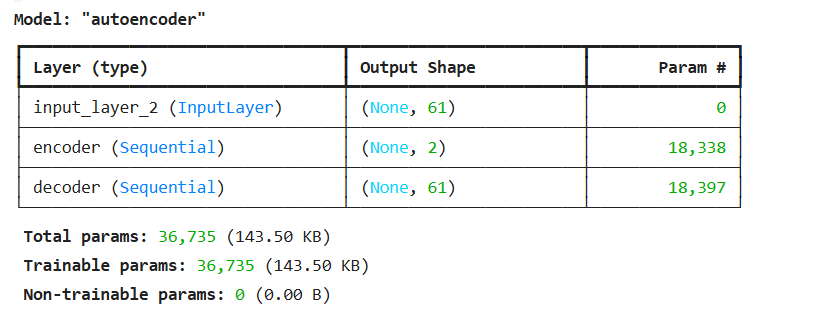 Model: "autoencoder"
Layer (type) Output Shape Param #
input_layer_2 (InputLayer) (None, 61) 0
encoder (Sequential) (None, 2) 18,338
decoder (Sequential) (None, 61) 18,397
Total params: 36,735 (143.50 KB)
Trainable params: 36,735 (143.50 KB)
Non-trainable params: 0 (0.00 B)